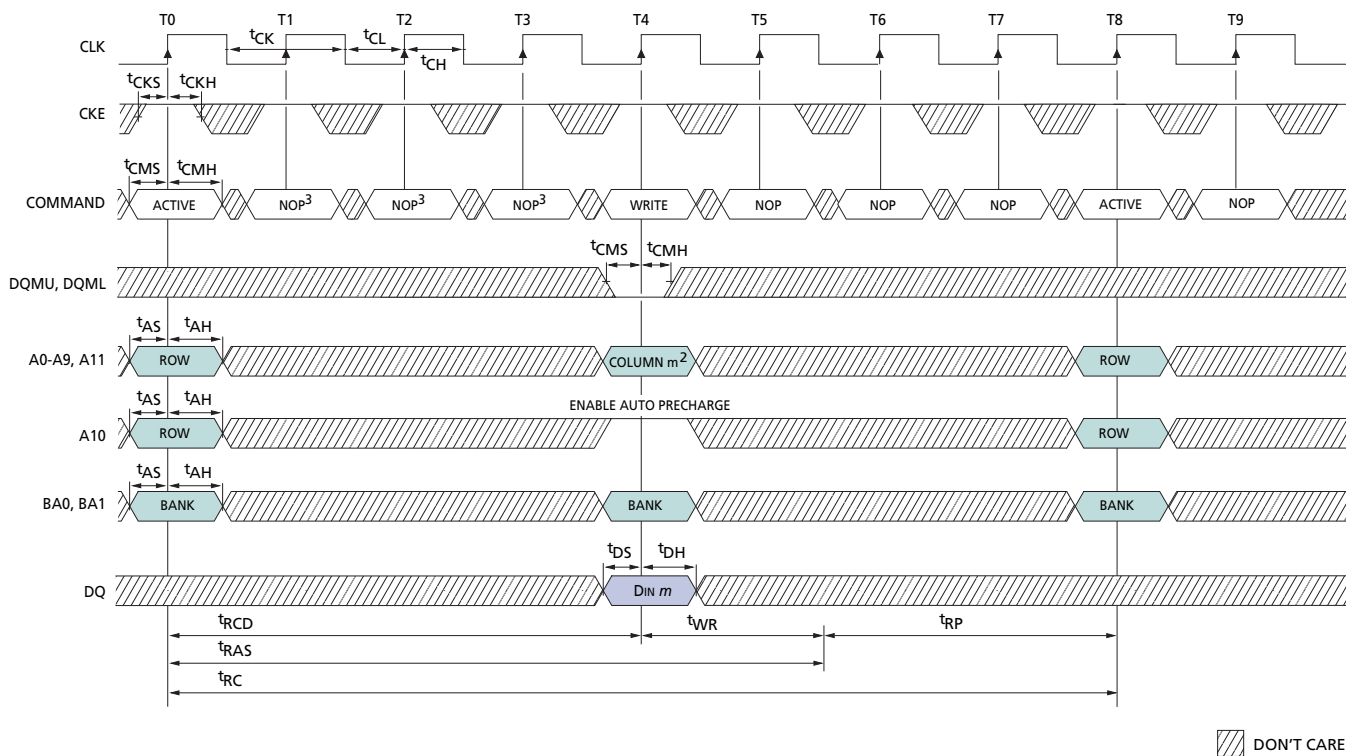 T0 T1 T2 T3 T4 T5 T6 T7 T8 T9
CLK tCK tCL tCH
tCKS tCKH
CKE
tCMS tCMH
COMMAND ACTIVE NOP3 NOP3 NOP3 WRITE NOP NOP NOP ACTIVE NOP
tCMS tCMH
DQMU, DQML
tAS tAH
A0-A9, A11 ROW COLUMN m2 ROW
ENABLE AUTO PRECHARGE
tAS tAH
A10 ROW ROW
tAS tAH
BA0, BA1 BANK BANK BANK
tDS tDH
DQ DIN m
tRCD tWR tRP
tRAS
tRC
DON'T CARE